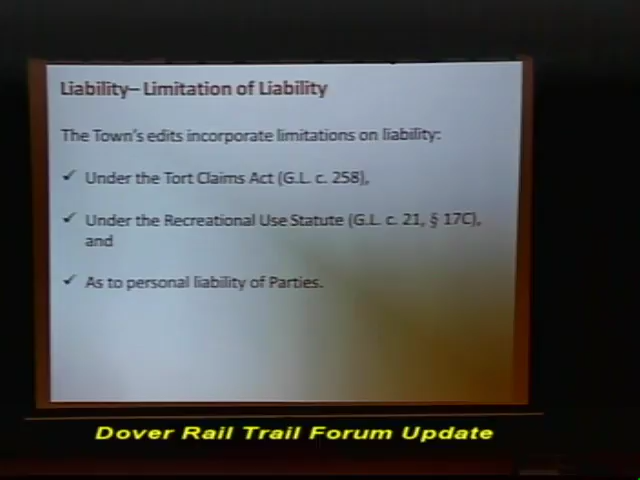 Liability– Limitation of Liability
The Town's edits incorporate limitations on liability:
✓ Under the Tort Claims Act (G.L. c. 258),
✓ Under the Recreational Use Statute (G.L. c. 21, § 17C),
and
✓ As to personal liability of Parties.
Dover Rail Trail Forum Update